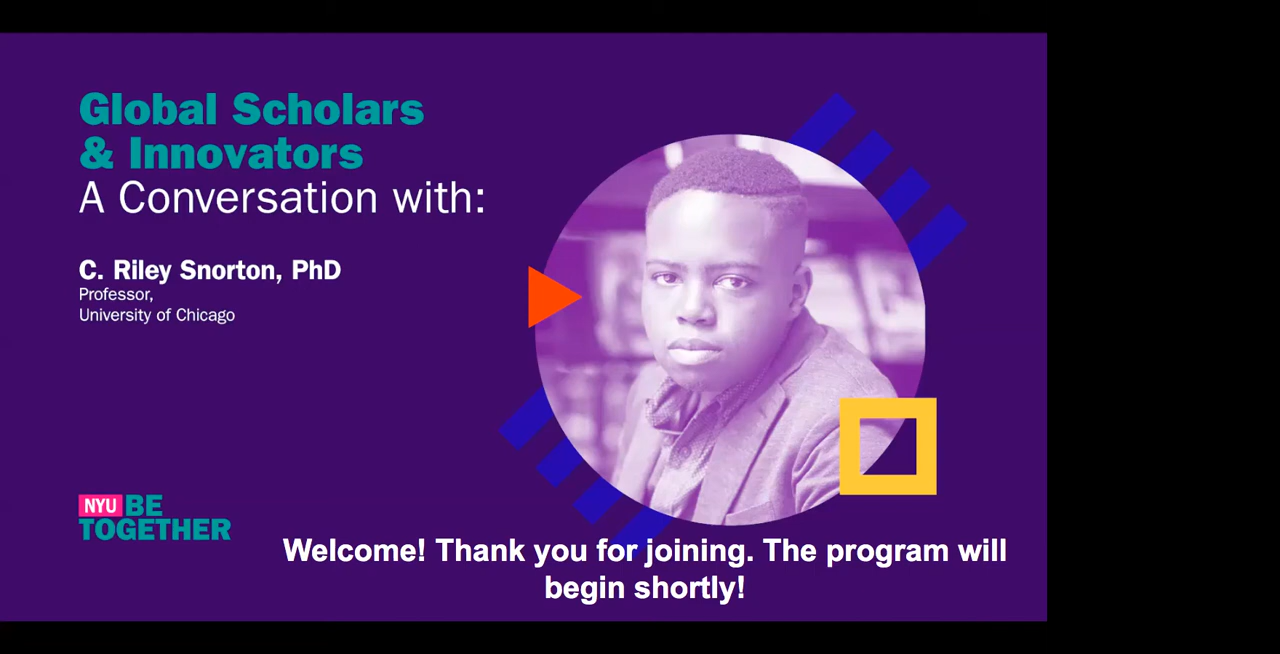 Global Scholars
& Innovators
A Conversation with:
C. Riley Snorton, PhD
Professor,
University of Chicago
NYU BE
TOGETHER
Welcome! Thank you for joining. The program will
begin shortly!